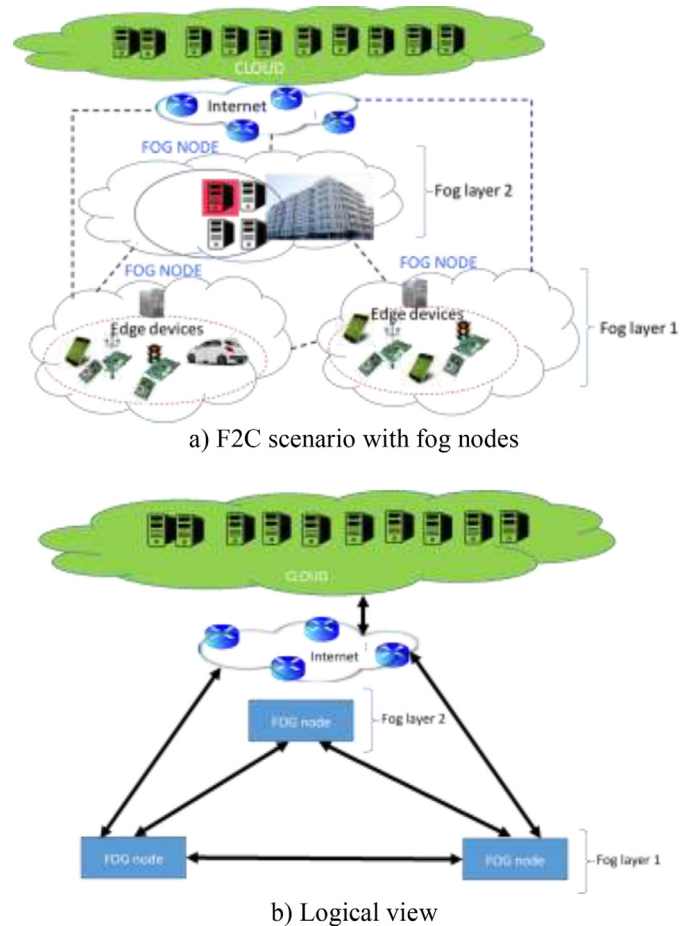 CLOUD
Internet
FOG NODE
Fog layer 2
FOG NODE
FOG NODE
Edge devices
Edge devices
Fog layer 1
a) F2C scenario with fog nodes
CLOUD
Internet
FOG node
Fog layer 2
FOG node
FOG node
Fog layer 1
b) Logical view